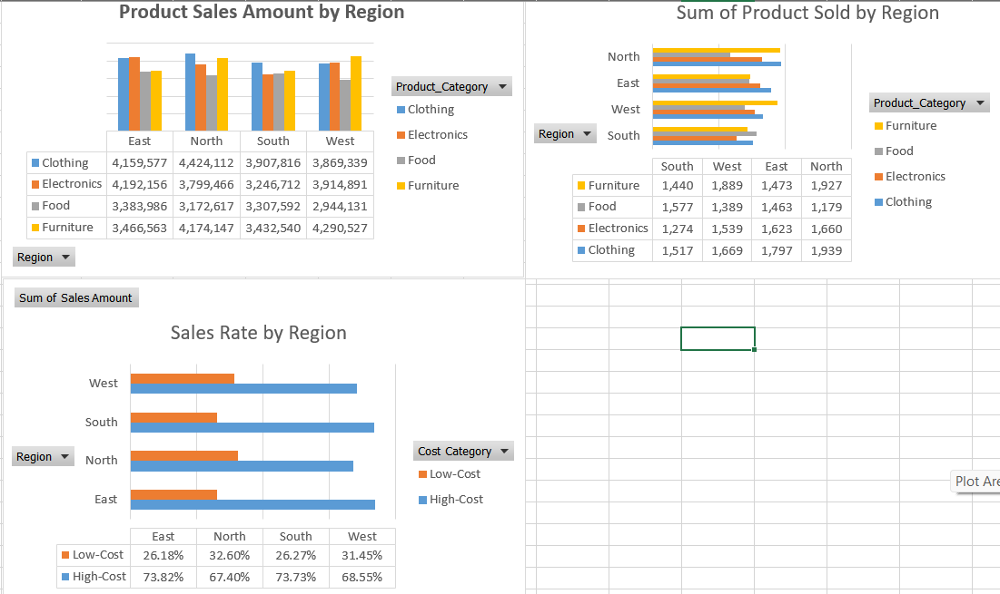 Product Sales Amount by Region
Product_Category
Clothing
Electronics
Food
Furniture
East North South West
Clothing 4,159,577 4,424,112 3,907,816 3,869,339
Electronics 4,192,156 3,799,466 3,246,712 3,914,891
Food 3,383,986 3,172,617 3,307,592 2,944,131
Furniture 3,466,563 4,174,147 3,432,540 4,290,527
Region
Sum of Product Sold by Region
North
East
West
South
Region
Product_Category
Furniture
Food
Electronics
Clothing
South West East North
Furniture 1,440 1,889 1,473 1,927
Food 1,577 1,389 1,463 1,179
Electronics 1,274 1,539 1,623 1,660
Clothing 1,517 1,669 1,797 1,939
Sum of Sales Amount
Sales Rate by Region
West
South
North
East
Region
Cost Category
Low-Cost
High-Cost
East North South West
Low-Cost 26.18% 32.60% 26.27% 31.45%
High-Cost 73.82% 67.40% 73.73% 68.55%
Plot Are